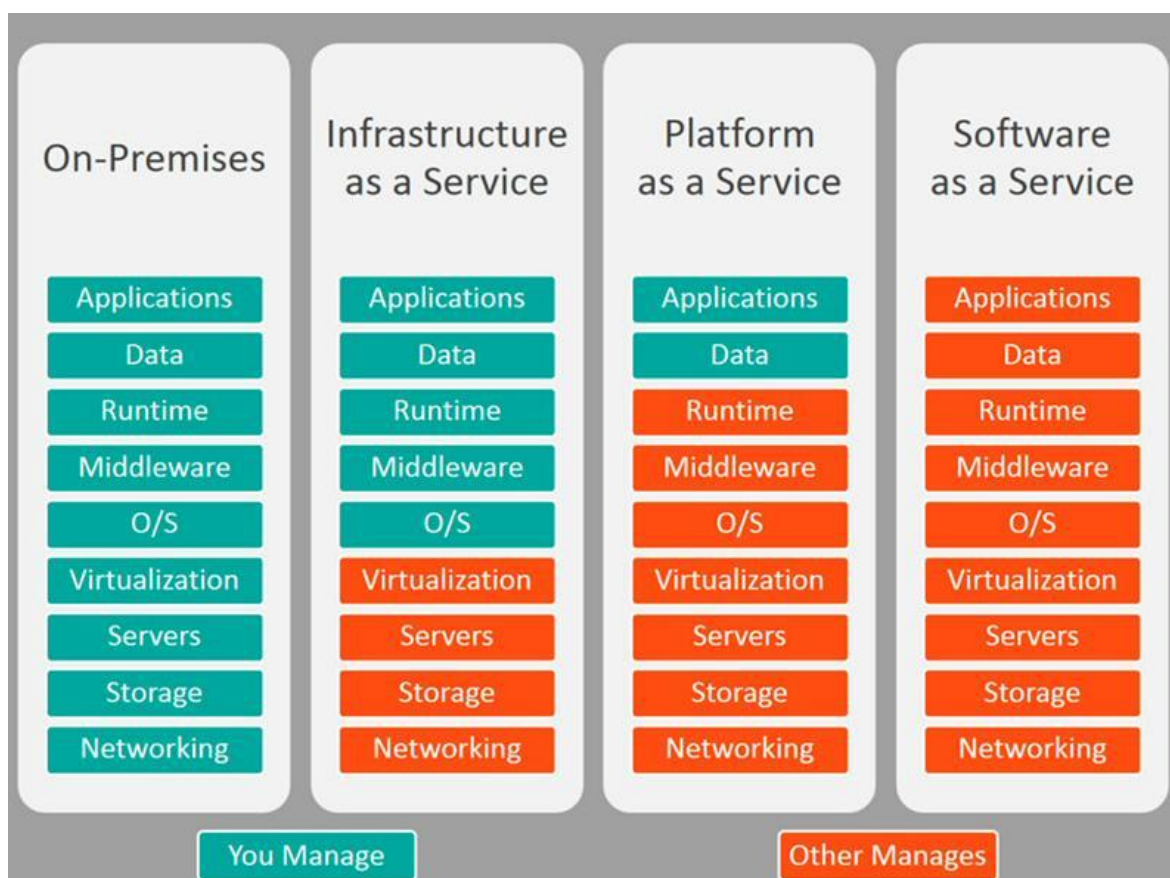 On-Premises
Applications
Data
Runtime
Middleware
O/S
Virtualization
Servers
Storage
Networking
Infrastructure
as a Service
Applications
Data
Runtime
Middleware
O/S
Virtualization
Servers
Storage
Networking
Platform
as a Service
Applications
Data
Runtime
Middleware
O/S
Virtualization
Servers
Storage
Networking
Software
as a Service
Applications
Data
Runtime
Middleware
O/S
Virtualization
Servers
Storage
Networking
You Manage
Other Manages